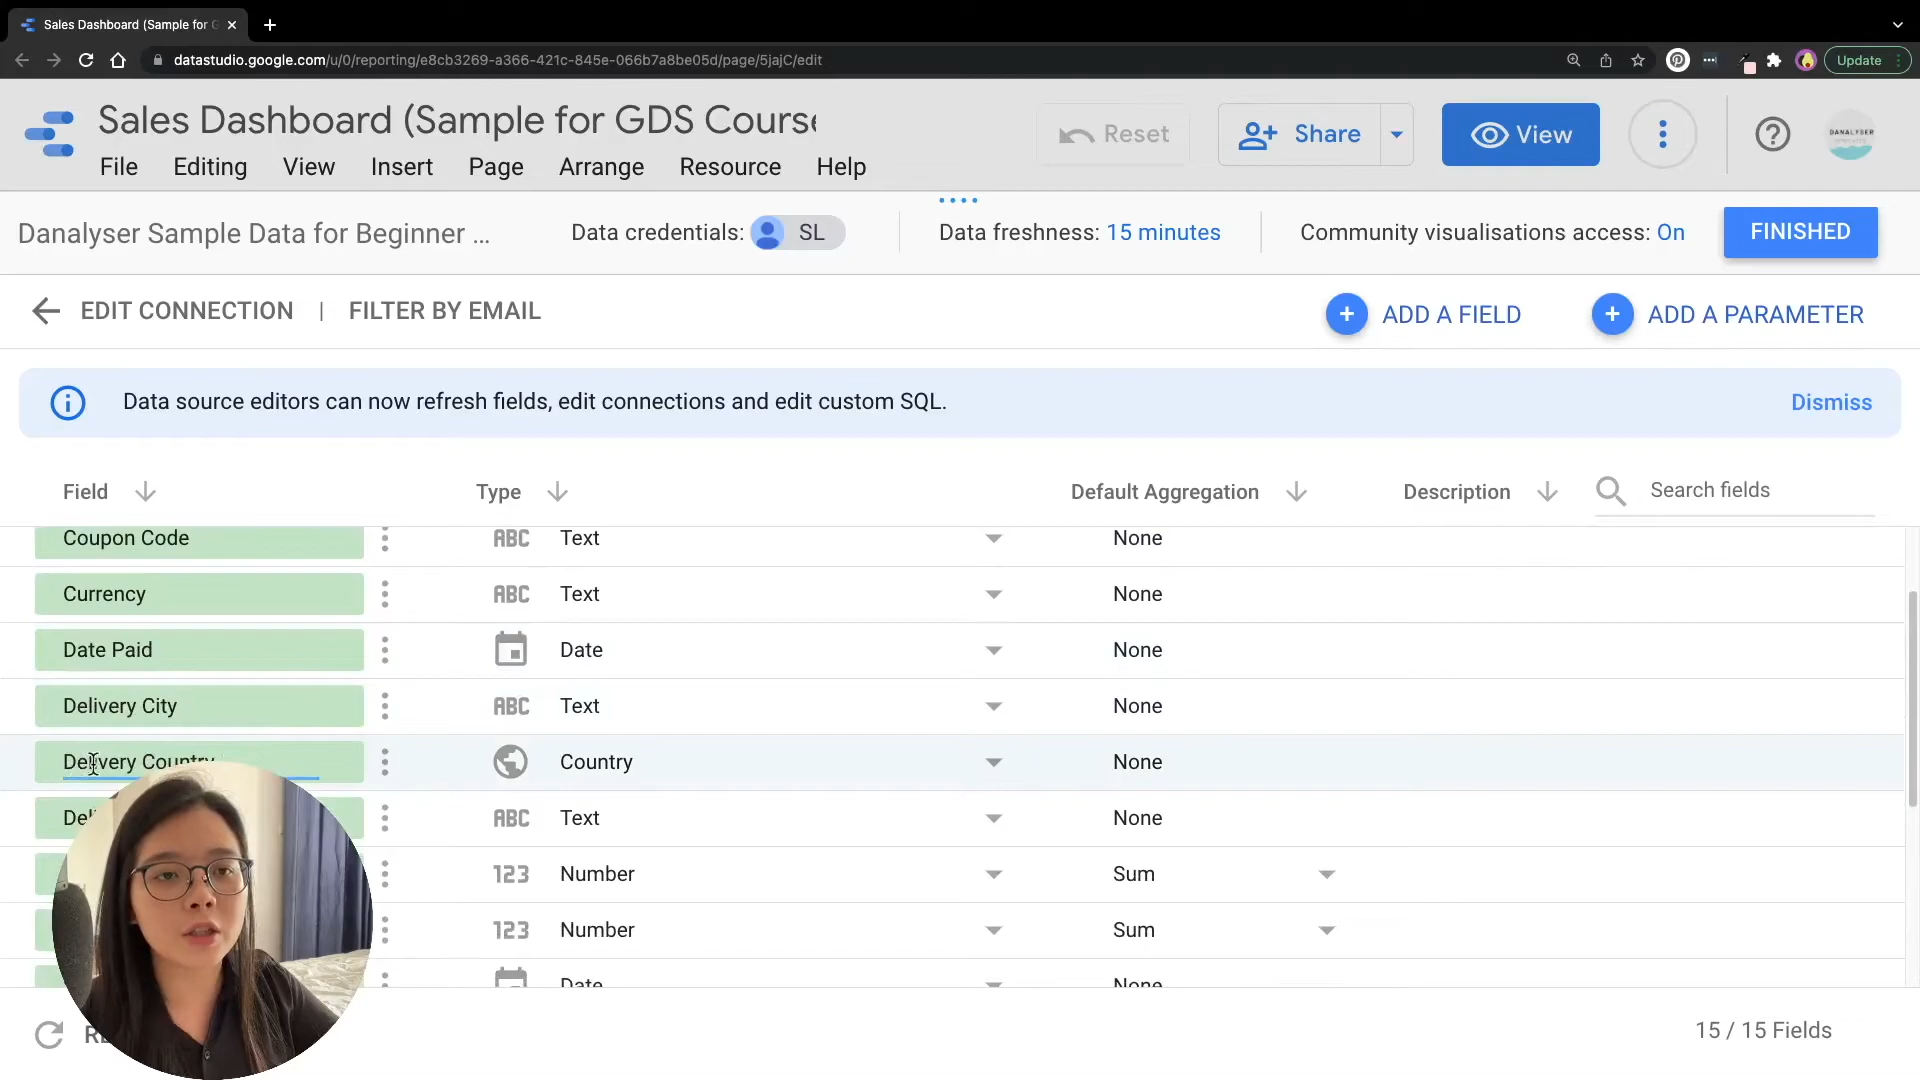 Sales Dashboard (Sample for G
datastudio.google.com/u/0/reporting/e8cb3269-a366-421c-845e-066b7a8be05d/page/5jajC/edit
Update
Sales Dashboard (Sample for GDS Course
Reset
Share
View
DANALYSER
File Editing View Insert Page Arrange Resource Help
Danalyser Sample Data for Beginner ...
Data credentials: SL
Data freshness: 15 minutes
Community visualisations access: On
FINISHED
EDIT CONNECTION | FILTER BY EMAIL
+ ADD A FIELD
+ ADD A PARAMETER
Data source editors can now refresh fields, edit connections and edit custom SQL.
Dismiss
Field Type Default Aggregation Description Search fields
Coupon Code ABC Text None
Currency ABC Text None
Date Paid Date None
Delivery City ABC Text None
Delivery Country Country None
Deli ABC Text None
123 Number Sum
123 Number Sum
Date None
15 / 15 Fields